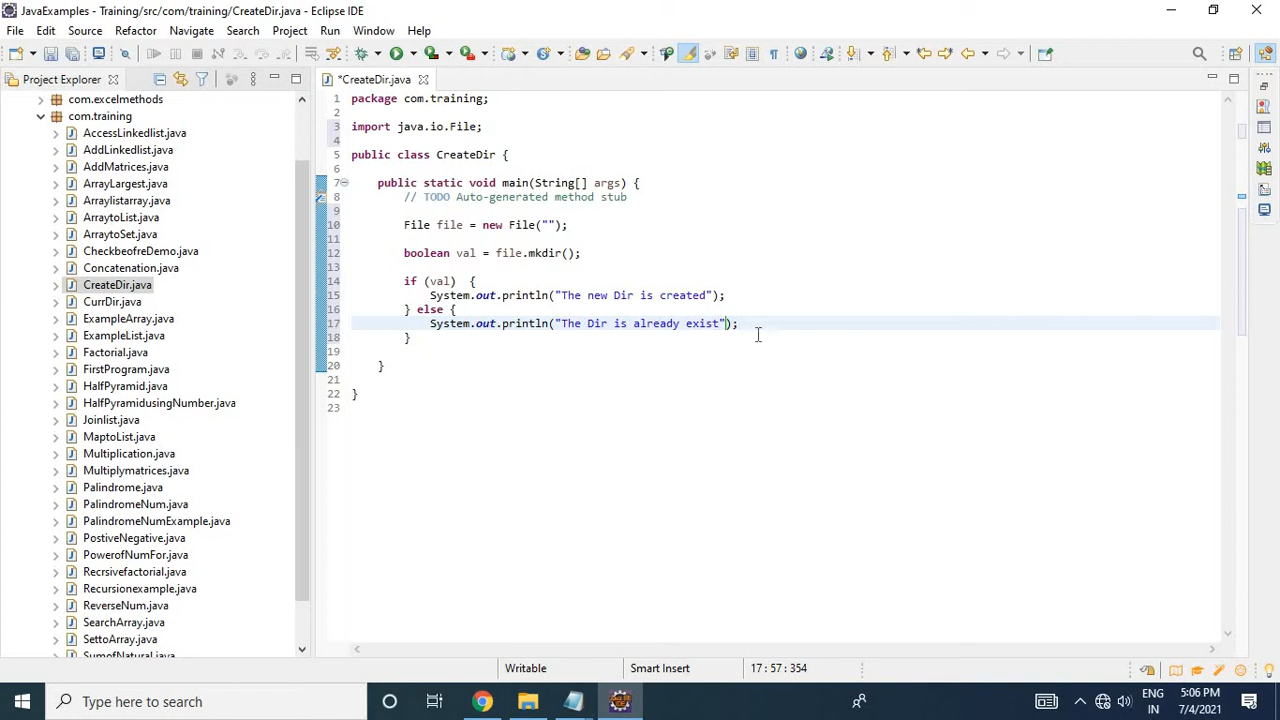 JavaExamples - Training/src/com/training/CreateDir.java - Eclipse IDE
File Edit Source Refactor Navigate Search Project Run Window Help
Project Explorer
*CreateDir.java
com.excelmethods
com.training
AccessLinkedlist.java
AddLinkedlist.java
AddMatrices.java
ArrayLargest.java
Arraylistarray.java
ArraytoList.java
ArraytoSet.java
CheckbeofreDemo.java
Concatenation.java
CreateDir.java
CurrDir.java
ExampleArray.java
ExampleList.java
Factorial.java
FirstProgram.java
HalfPyramid.java
HalfPyramidusingNumber.java
Joinlist.java
MaptoList.java
Multiplication.java
Multiplymatrices.java
Palindrome.java
PalindromeNum.java
PalindromeNumExample.java
PostiveNegative.java
PowerofNumFor.java
Recrsivefactorial.java
Recursionexample.java
ReverseNum.java
SearchArray.java
SettoArray.java
SumofNatural.java
1 package com.training;
2
3 import java.io.File;
4
5 public class CreateDir {
6
7 public static void main(String[] args) {
8 // TODO Auto-generated method stub
9
10 File file = new File("");
11
12 boolean val = file.mkdir();
13
14 if (val)  {
15 System.out.println("The new Dir is created");
16 } else {
17 System.out.println("The Dir is already exist");
18 }
19
20 }
21
22 }
23
Writable Smart Insert 17 : 57 : 354
Type here to search
ENG
IN
5:06 PM
7/4/2021